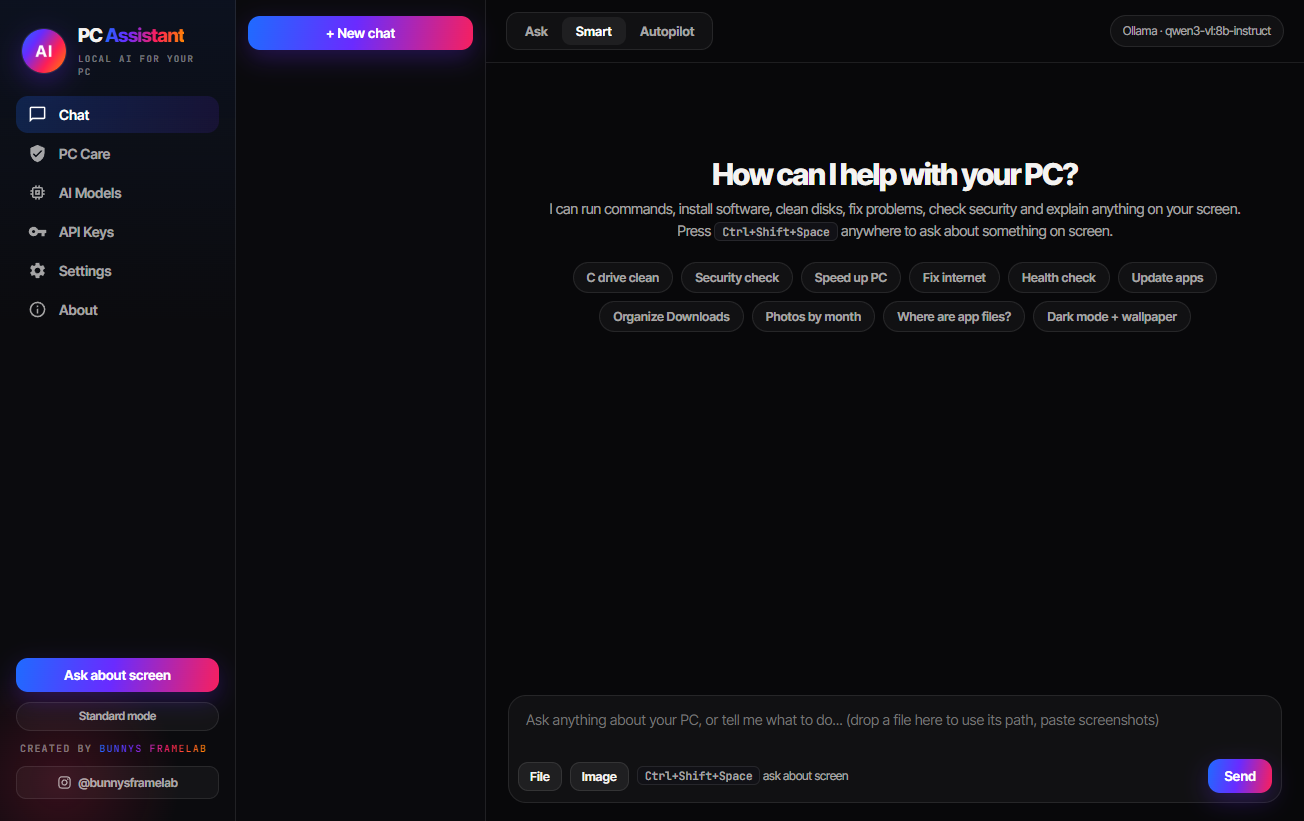 AI
PC Assistant
LOCAL AI FOR YOUR
PC
Chat
PC Care
AI Models
API Keys
Settings
About
Ask about screen
Standard mode
CREATED BY BUNNYS FRAMELAB
@bunnysframelab
+ New chat
Ask Smart Autopilot
Ollama · qwen3-vl:8b-instruct
How can I help with your PC?
I can run commands, install software, clean disks, fix problems, check security and explain anything on your screen.
Press Ctrl+Shift+Space anywhere to ask about something on screen.
C drive clean Security check Speed up PC Fix internet Health check Update apps
Organize Downloads Photos by month Where are app files? Dark mode + wallpaper
Ask anything about your PC, or tell me what to do... (drop a file here to use its path, paste screenshots)
File Image Ctrl+Shift+Space ask about screen Send